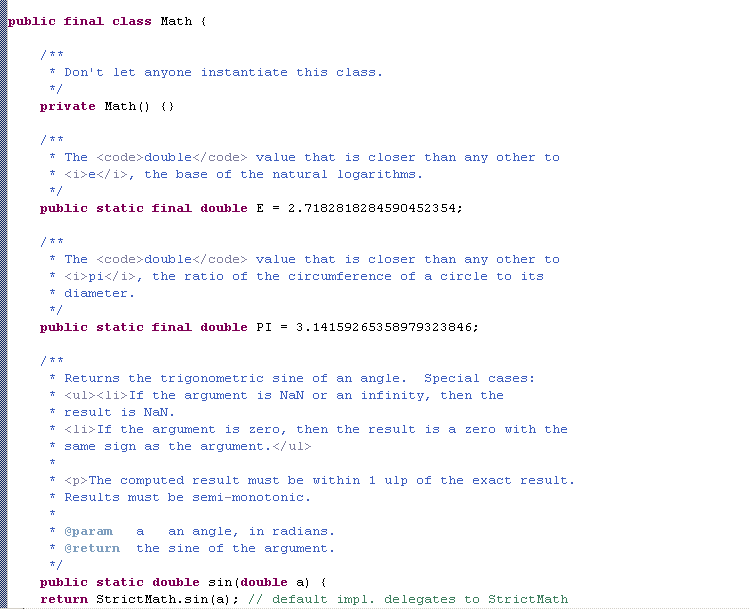 public final class Math {
/**
* Don't let anyone instantiate this class.
*/
private Math() {}
/**
* The <code>double</code> value that is closer than any other to
* <i>e</i>, the base of the natural logarithms.
*/
public static final double E = 2.7182818284590452354;
/**
* The <code>double</code> value that is closer than any other to
* <i>pi</i>, the ratio of the circumference of a circle to its
* diameter.
*/
public static final double PI = 3.14159265358979323846;
/**
* Returns the trigonometric sine of an angle.  Special cases:
* <ul><li>If the argument is NaN or an infinity, then the
* result is NaN.
* <li>If the argument is zero, then the result is a zero with the
* same sign as the argument.</ul>
*
* <p>The computed result must be within 1 ulp of the exact result.
* Results must be semi-monotonic.
*
* @param   a   an angle, in radians.
* @return  the sine of the argument.
*/
public static double sin(double a) {
return StrictMath.sin(a); // default impl. delegates to StrictMath